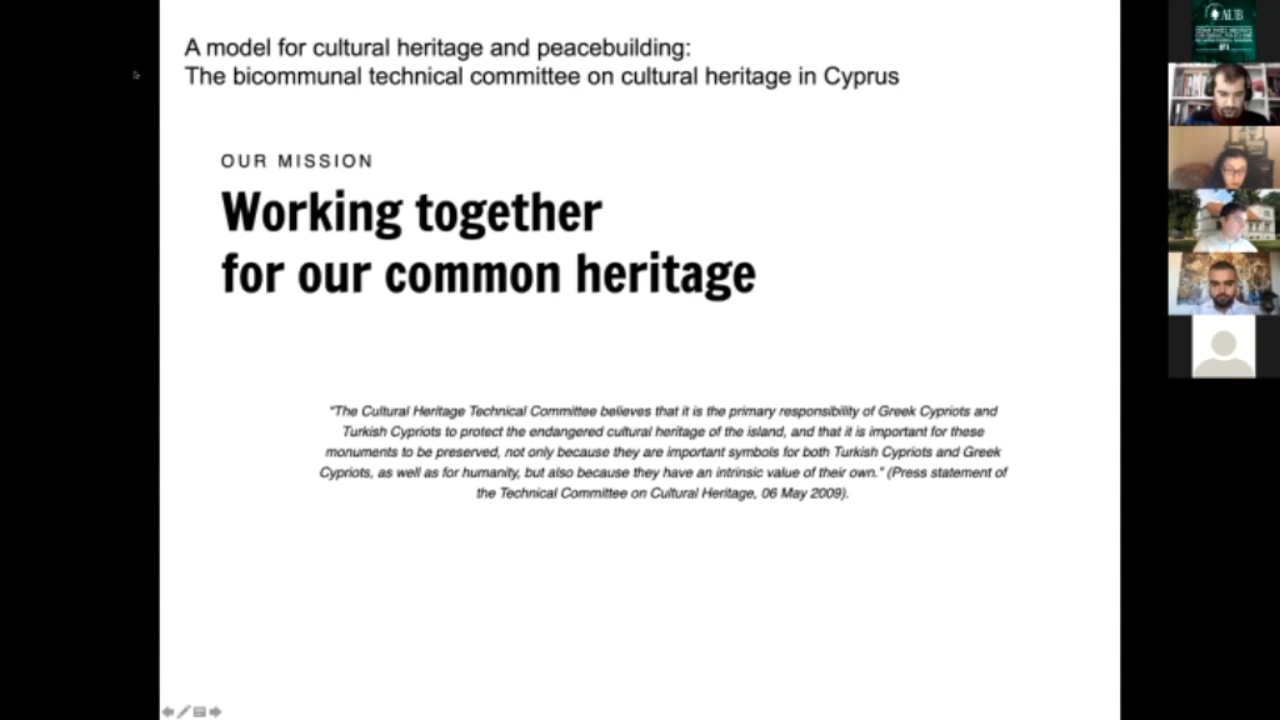 A model for cultural heritage and peacebuilding:
The bicommunal technical committee on cultural heritage in Cyprus
OUR MISSION
Working together
for our common heritage
"The Cultural Heritage Technical Committee believes that it is the primary responsibility of Greek Cypriots and
Turkish Cypriots to protect the endangered cultural heritage of the island, and that it is important for these
monuments to be preserved, not only because they are important symbols for both Turkish Cypriots and Greek
Cypriots, as well as for humanity, but also because they have an intrinsic value of their own." (Press statement of
the Technical Committee on Cultural Heritage, 06 May 2009).
AUB